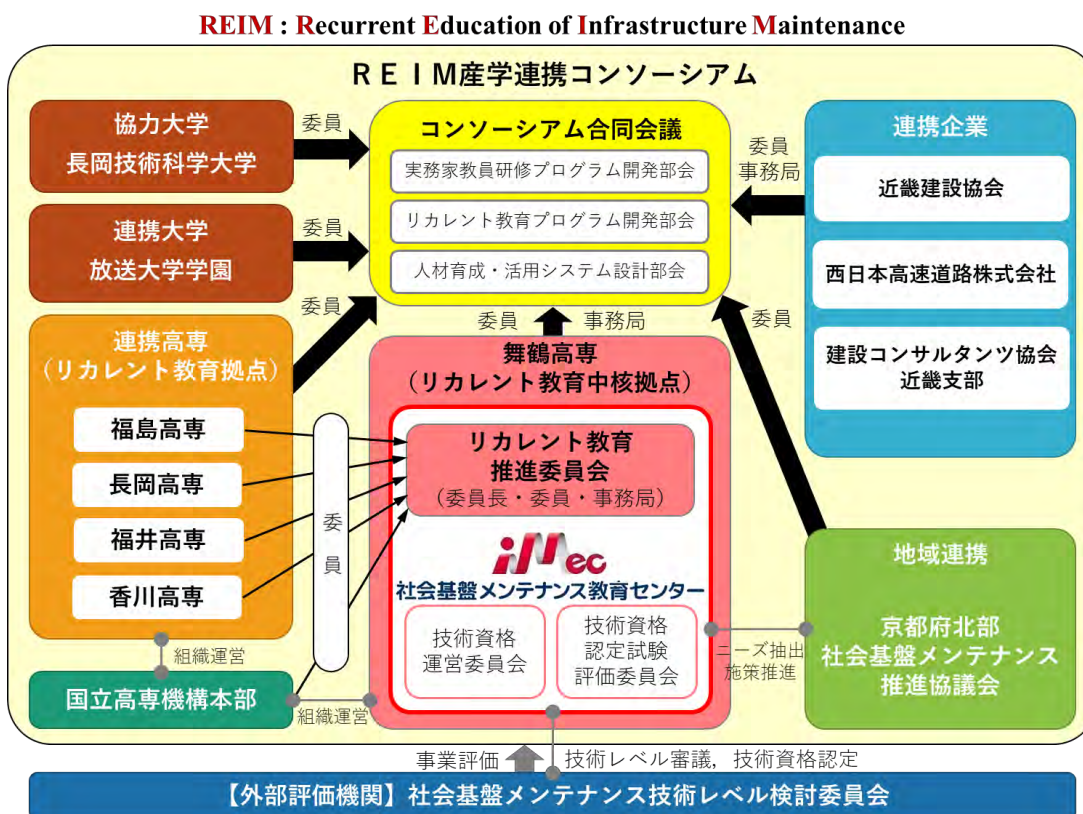 REIM : Recurrent Education of Infrastructure Maintenance
ＲＥＩＭ産学連携コンソーシアム
協力大学
長岡技術科学大学
委員
連携大学
放送大学学園
委員
コンソーシアム合同会議
実務家教員研修プログラム開発部会
リカレント教育プログラム開発部会
人材育成・活用システム設計部会
委員
事務局
連携企業
近畿建設協会
西日本高速道路株式会社
建設コンサルタンツ協会
近畿支部
委員
委員
事務局
委員
連携高専
（リカレント教育拠点）
福島高専
長岡高専
福井高専
香川高専
委員
組織運営
国立高専機構本部
組織運営
舞鶴高専
（リカレント教育中核拠点）
リカレント教育
推進委員会
（委員長・委員・事務局）
iMec
社会基盤メンテナンス教育センター
技術資格
運営委員会
技術資格
認定試験
評価委員会
ニーズ抽出
施策推進
地域連携
京都府北部
社会基盤メンテナンス
推進協議会
事業評価
技術レベル審議，技術資格認定
【外部評価機関】社会基盤メンテナンス技術レベル検討委員会